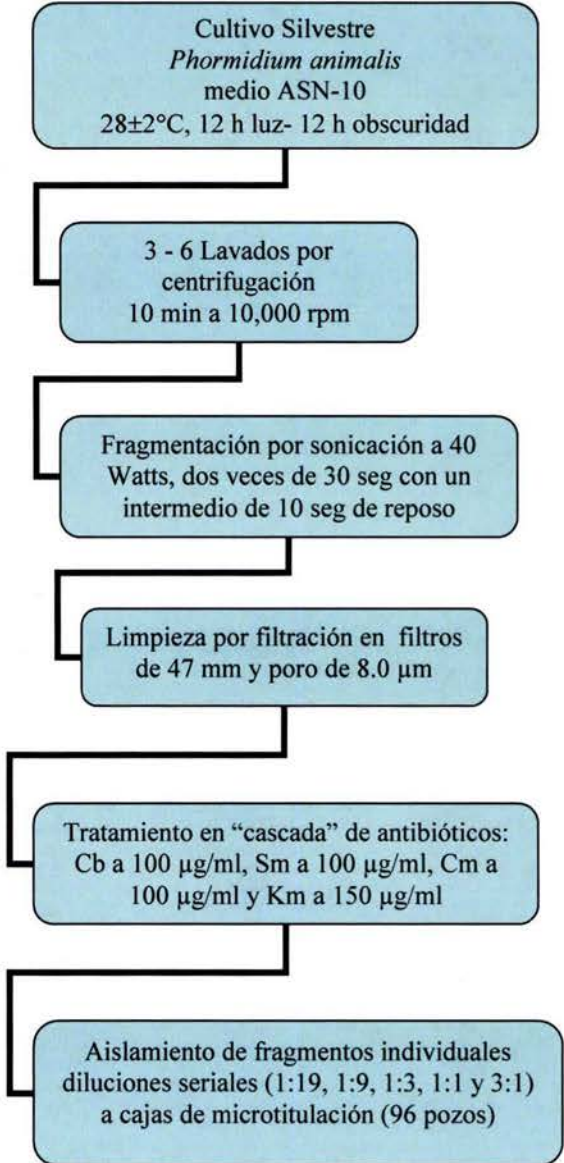 Cultivo Silvestre
Phormidium animalis
medio ASN-10
28±2°C, 12 h luz- 12 h obscuridad
3 - 6 Lavados por
centrifugación
10 min a 10,000 rpm
Fragmentación por sonicación a 40
Watts, dos veces de 30 seg con un
intermedio de 10 seg de reposo
Limpieza por filtración en filtros
de 47 mm y poro de 8.0 µm
Tratamiento en “cascada” de antibióticos:
Cb a 100 µg/ml, Sm a 100 µg/ml, Cm a
100 µg/ml y Km a 150 µg/ml
Aislamiento de fragmentos individuales
diluciones seriales (1:19, 1:9, 1:3, 1:1 y 3:1)
a cajas de microtitulación (96 pozos)